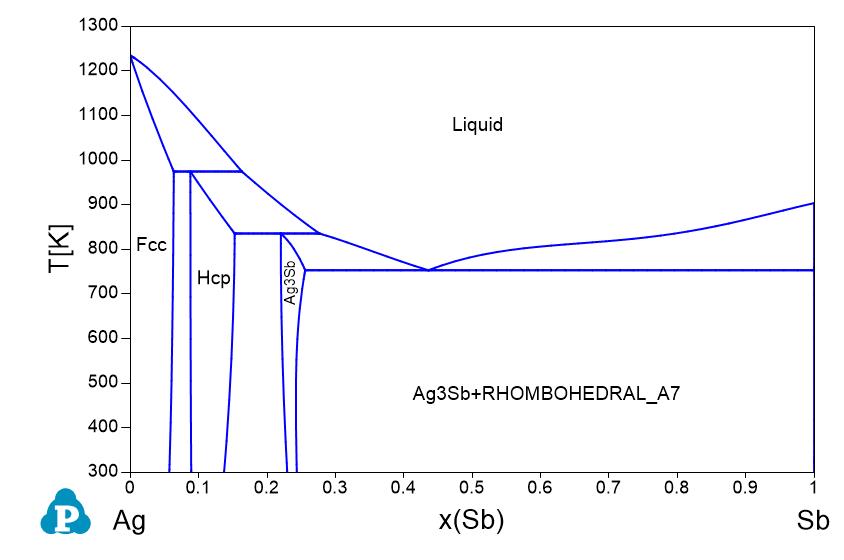 1300
1200
1100
1000
900
800
700
600
500
400
300
T[K]
Liquid
Fcc
Hcp
Ag3Sb
Ag3Sb+RHOMBOHEDRAL_A7
0 0.1 0.2 0.3 0.4 0.5 0.6 0.7 0.8 0.9 1
P Ag x(Sb) Sb